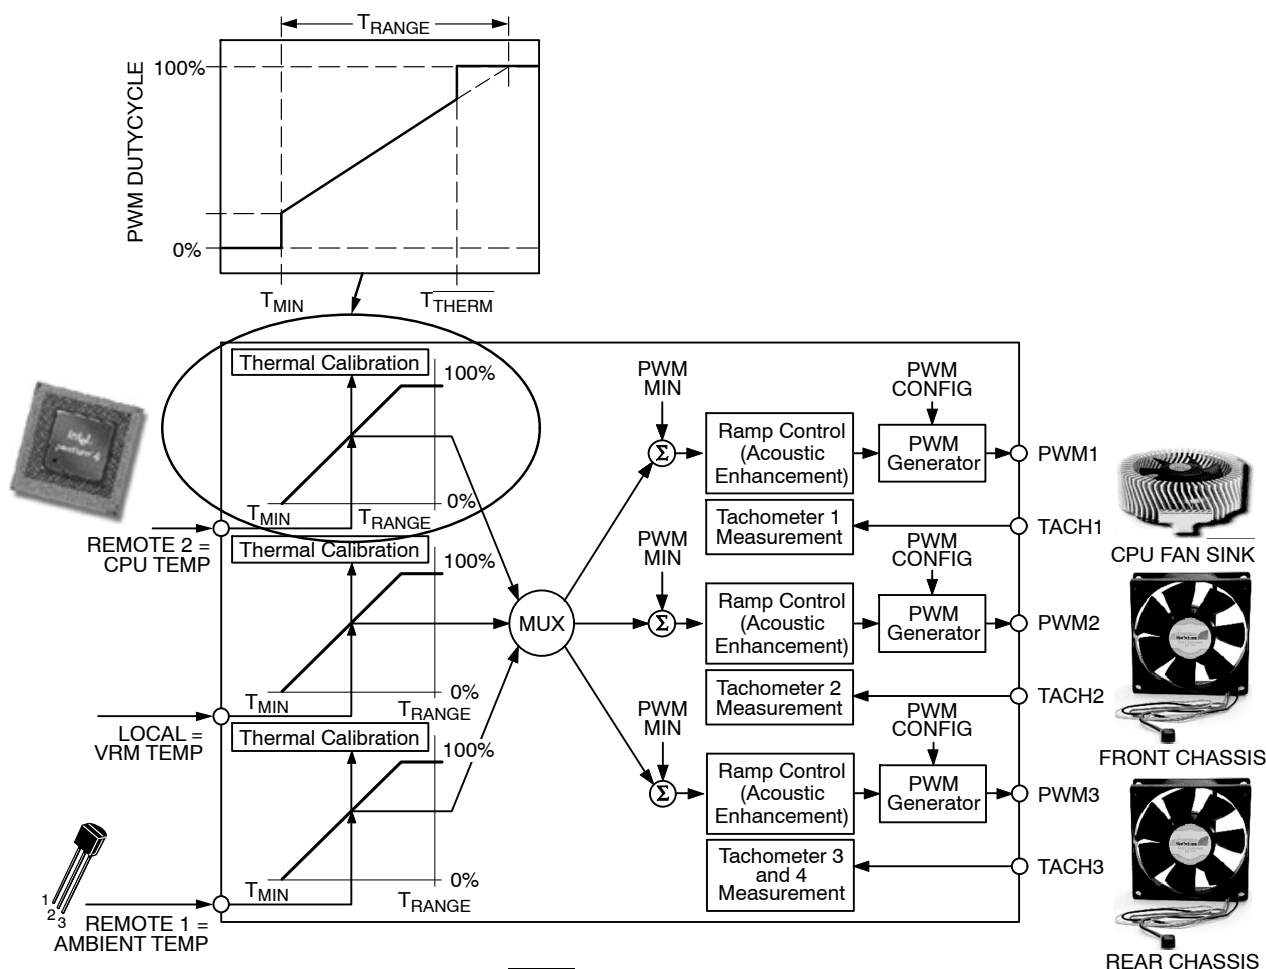 TRANGE
PWM DUTYCYCLE
100%
0%
TMIN
TTHERM
Thermal Calibration
100%
0%
TMIN
TRANGE
REMOTE 2 =
CPU TEMP
Thermal Calibration
100%
0%
TMIN
TRANGE
LOCAL =
VRM TEMP
Thermal Calibration
100%
0%
TMIN
TRANGE
1
2
3
REMOTE 1 =
AMBIENT TEMP
MUX
PWM
MIN
Σ
Ramp Control
(Acoustic
Enhancement)
PWM
CONFIG
PWM
Generator
PWM1
Tachometer 1
Measurement
TACH1
CPU FAN SINK
PWM
MIN
Σ
Ramp Control
(Acoustic
Enhancement)
PWM
CONFIG
PWM
Generator
PWM2
Tachometer 2
Measurement
TACH2
FRONT CHASSIS
PWM
MIN
Σ
Ramp Control
(Acoustic
Enhancement)
PWM
CONFIG
PWM
Generator
PWM3
Tachometer 3
and 4
Measurement
TACH3
REAR CHASSIS
intel
pentium 4